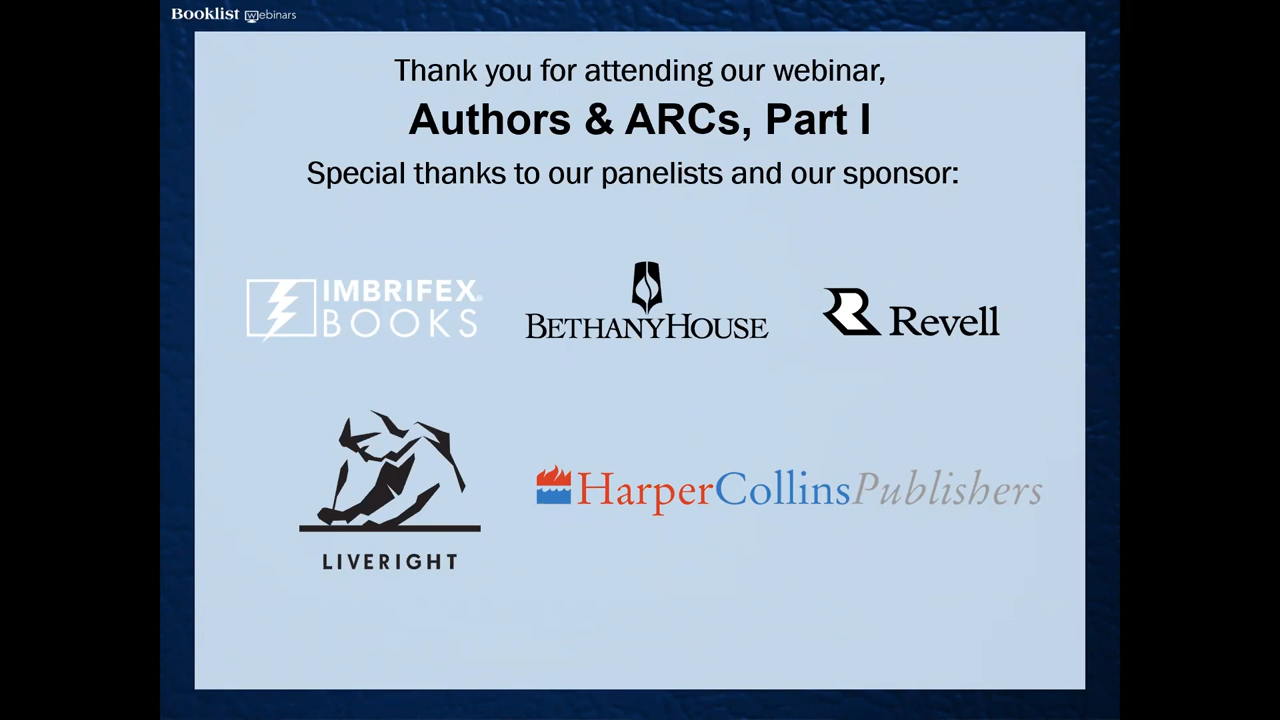 Booklist Webinars
Thank you for attending our webinar,
Authors & ARCs, Part I
Special thanks to our panelists and our sponsor:
IMBRIFEX®
BOOKS
BETHANYHOUSE
Revell
LIVERIGHT
HarperCollinsPublishers